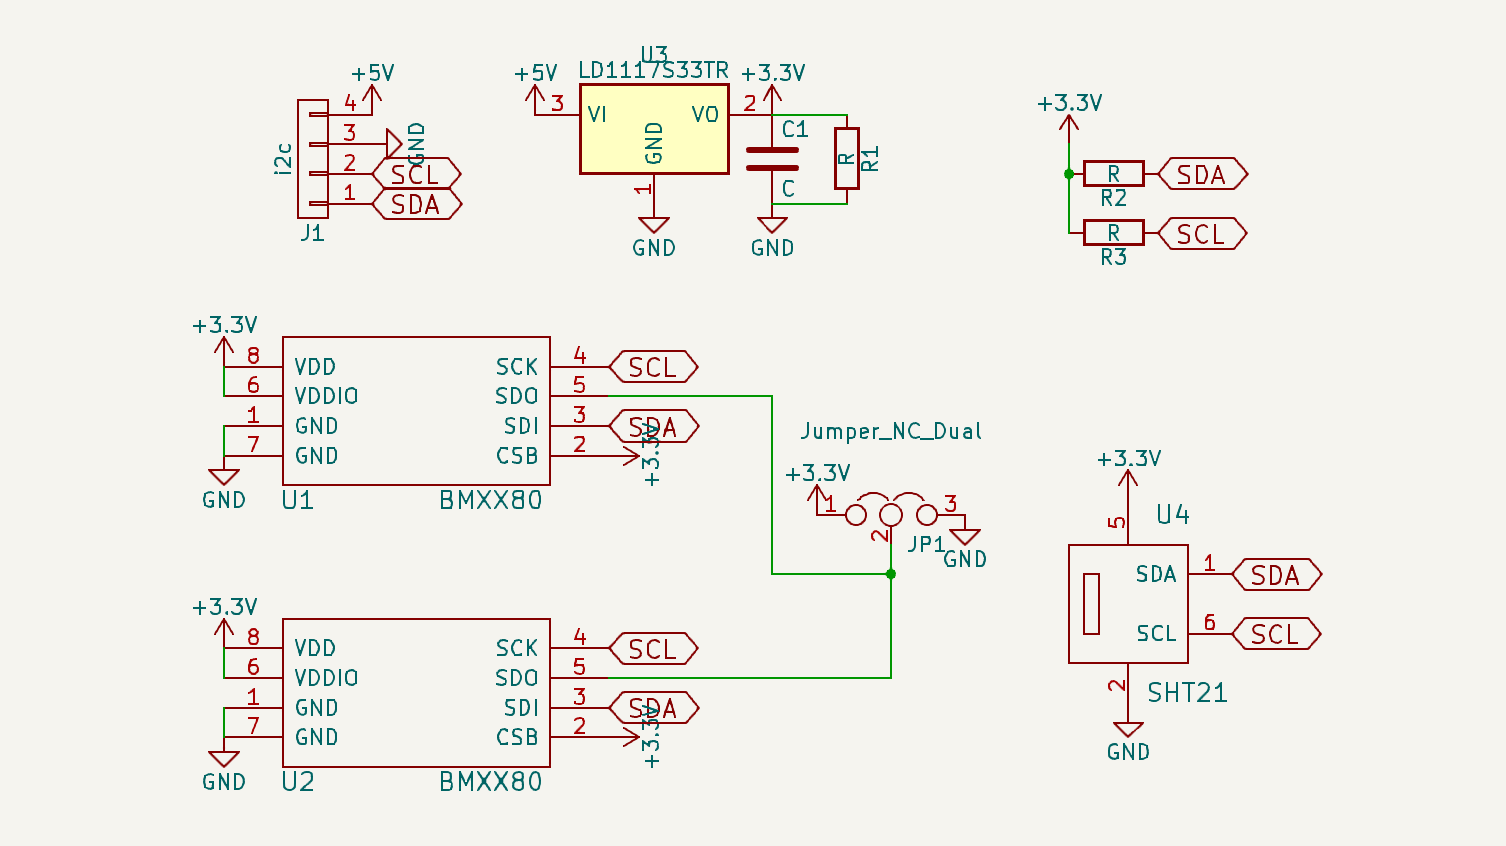 +5V
4
3
GND
2
SCL
1
SDA
i2c
J1
U3
LD1117S33TR
+5V
3
VI
VO
2
+3.3V
GND
1
GND
C1
C
R
R1
GND
+3.3V
R
SDA
R2
R
SCL
R3
+3.3V
8
VDD
SCK
4
SCL
6
VDDIO
SDO
5
1
GND
SDI
3
SDA
7
GND
CSB
2
+3.3V
GND
U1
BMXX80
Jumper_NC_Dual
+3.3V
1
3
2
JP1
GND
+3.3V
8
VDD
SCK
4
SCL
6
VDDIO
SDO
5
1
GND
SDI
3
SDA
7
GND
CSB
2
+3.3V
GND
U2
BMXX80
+3.3V
5
U4
SDA
1
SDA
SCL
6
SCL
2
SHT21
GND